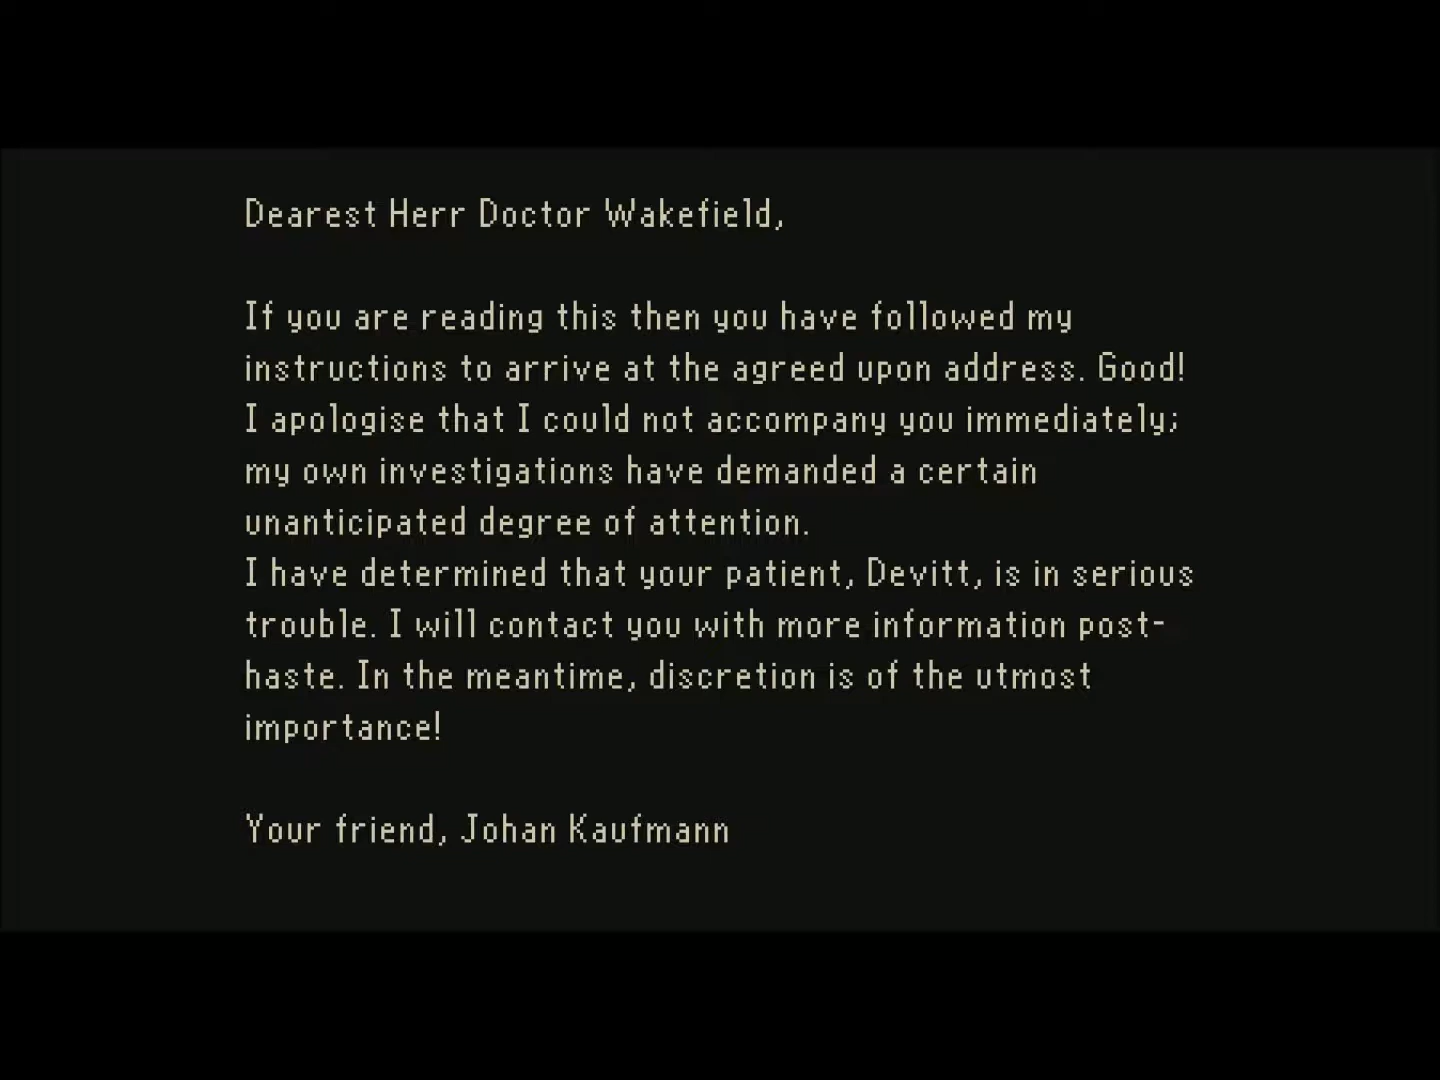 Dearest Herr Doctor Wakefield,
If you are reading this then you have followed my
instructions to arrive at the agreed upon address. Good!
I apologise that I could not accompany you immediately;
my own investigations have demanded a certain
unanticipated degree of attention.
I have determined that your patient, Devitt, is in serious
trouble. I will contact you with more information post-
haste. In the meantime, discretion is of the utmost
importance!
Your friend, Johan Kaufmann